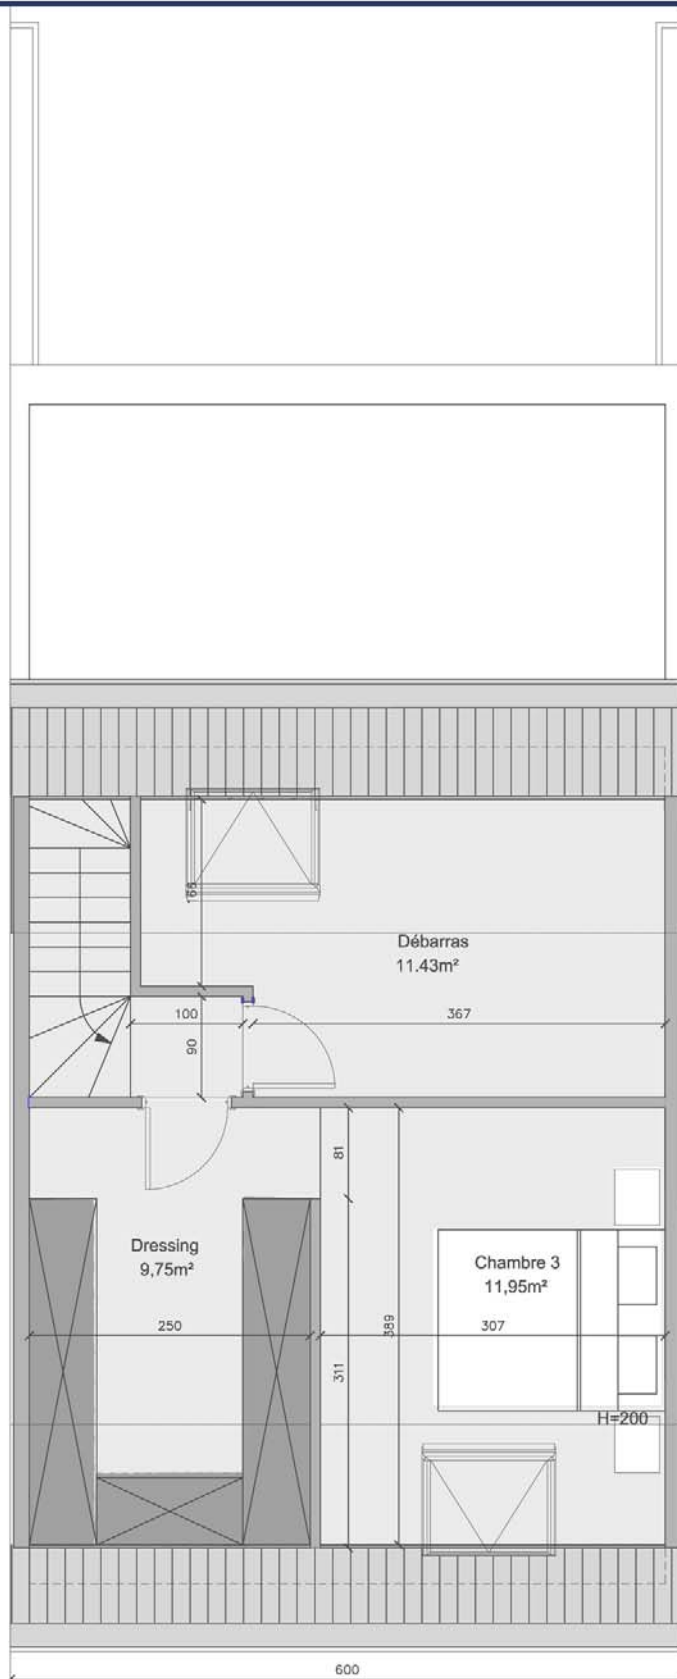 165
Débarras
11.43m²
100
367
90
81
Dressing
9,75m²
Chambre 3
11,95m²
250
389
307
311
H=200
600